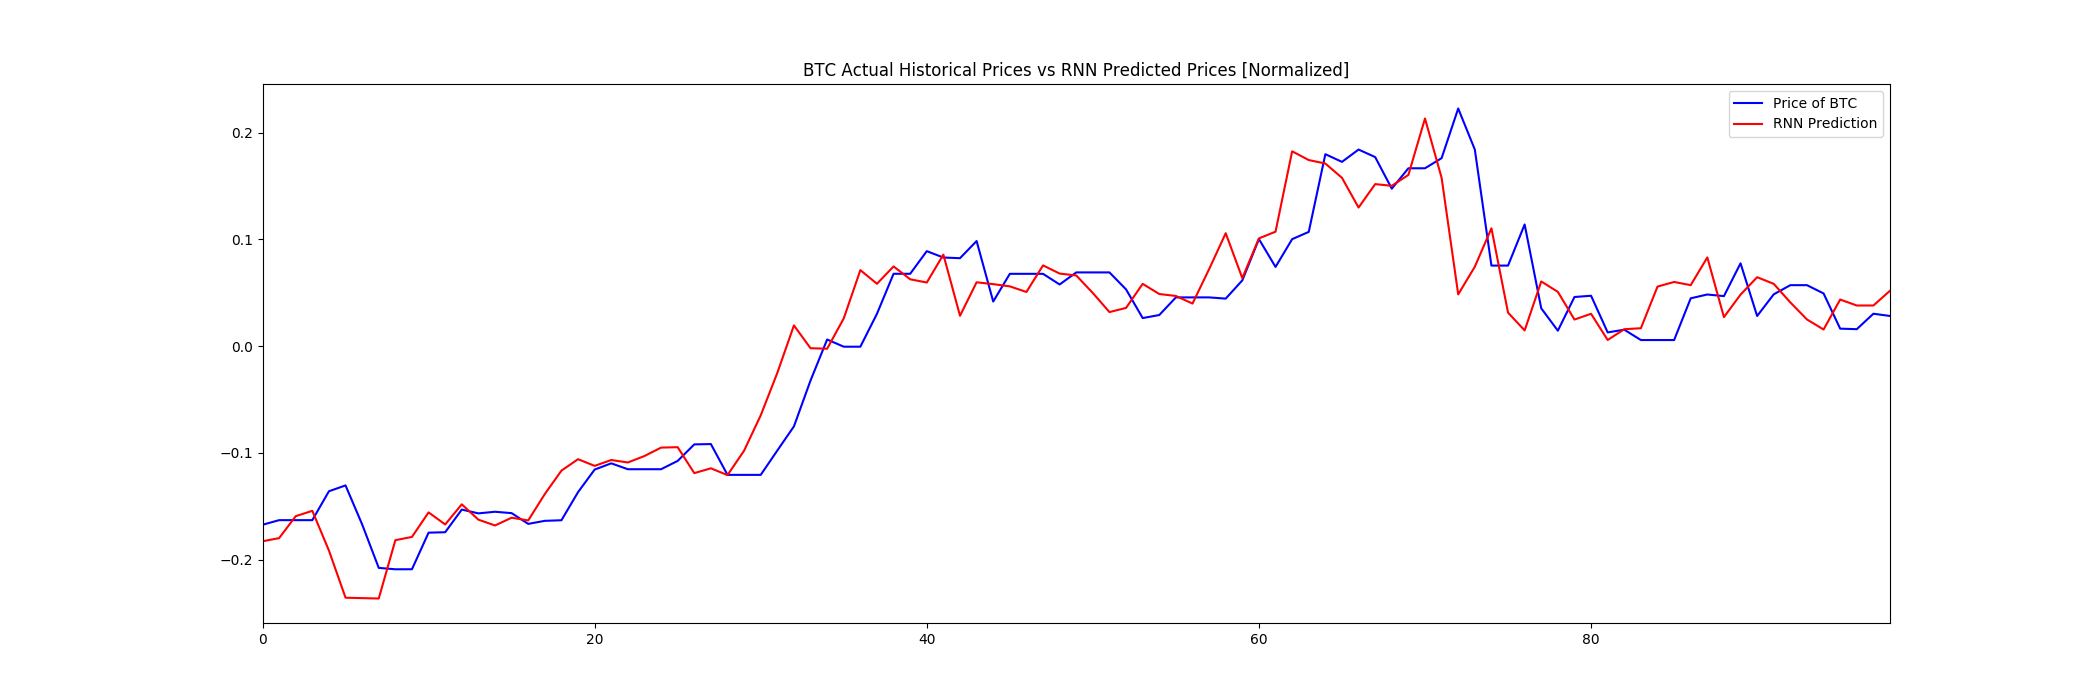 BTC Actual Historical Prices vs RNN Predicted Prices [Normalized]
Price of BTC
RNN Prediction
0.2
0.1
0.0
−0.1
−0.2
0 20 40 60 80